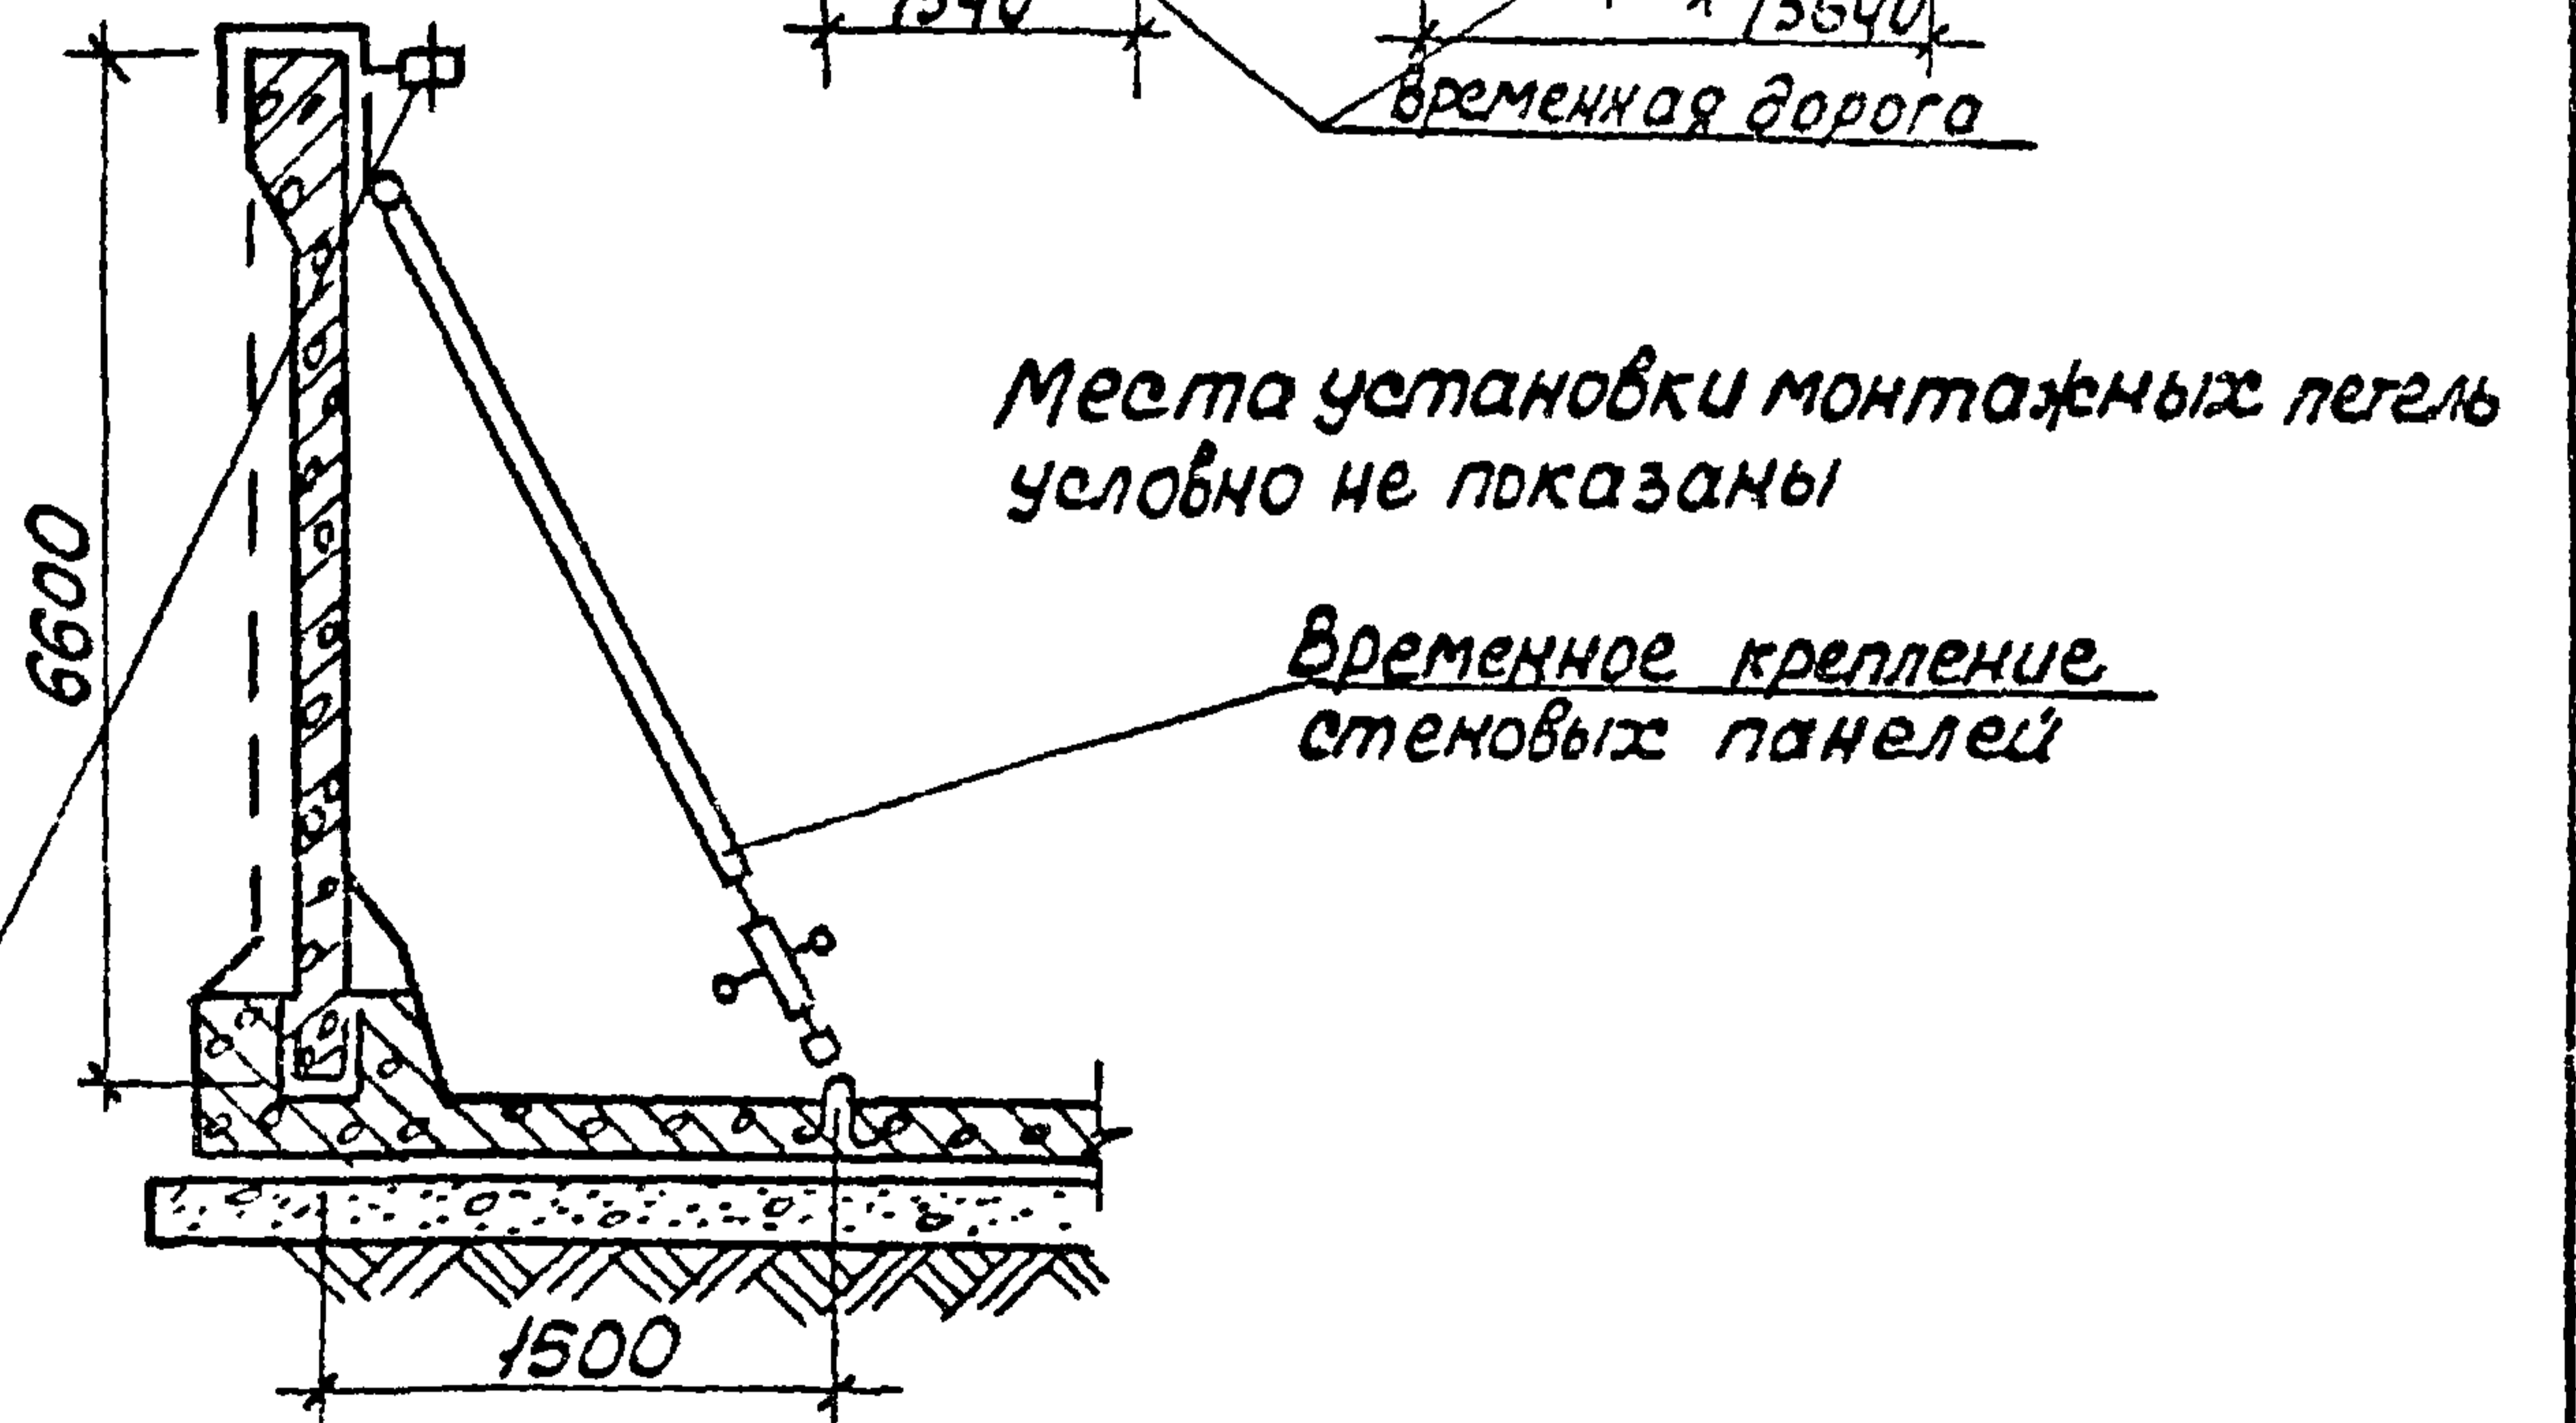 временная дорога
Места установки монтажных петель
условно не показаны
6600
Временное крепление
стеновых панелей
1500